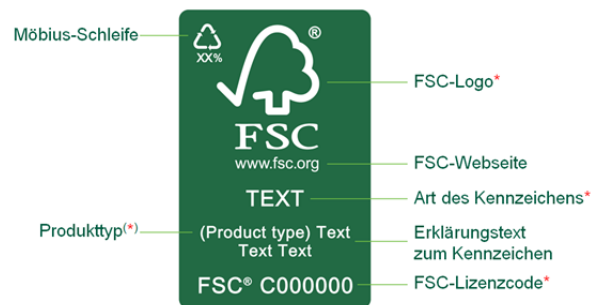 Möbius-Schleife
XX%
®
FSC-Logo*
FSC
www.fsc.org
FSC-Webseite
TEXT
Art des Kennzeichens*
Produkttyp(*)
(Product type) Text
Text Text
Erklärungstext
zum Kennzeichen
FSC® C000000
FSC-Lizenzcode*